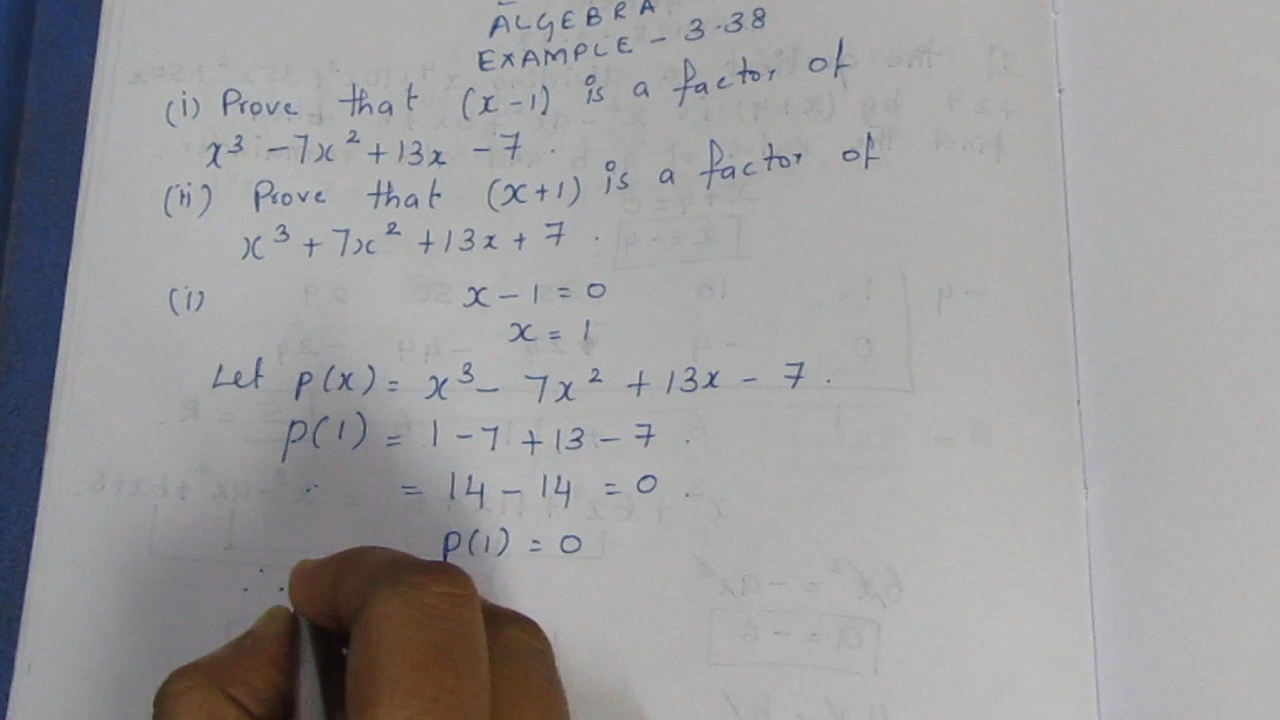 ALGEBRA
EXAMPLE - 3.38
(i) Prove that (x-1) is a factor of
x³ -7x² +13x -7 .
(ii) Prove that (x+1) is a factor of
x³ +7x² +13x + 7 .
(i) x - 1 = 0
x = 1
Let p(x) = x³ - 7x² + 13x - 7 .
p(1) = 1 - 7 + 13 - 7 .
= 14 - 14 = 0 .
p(1) = 0
∴